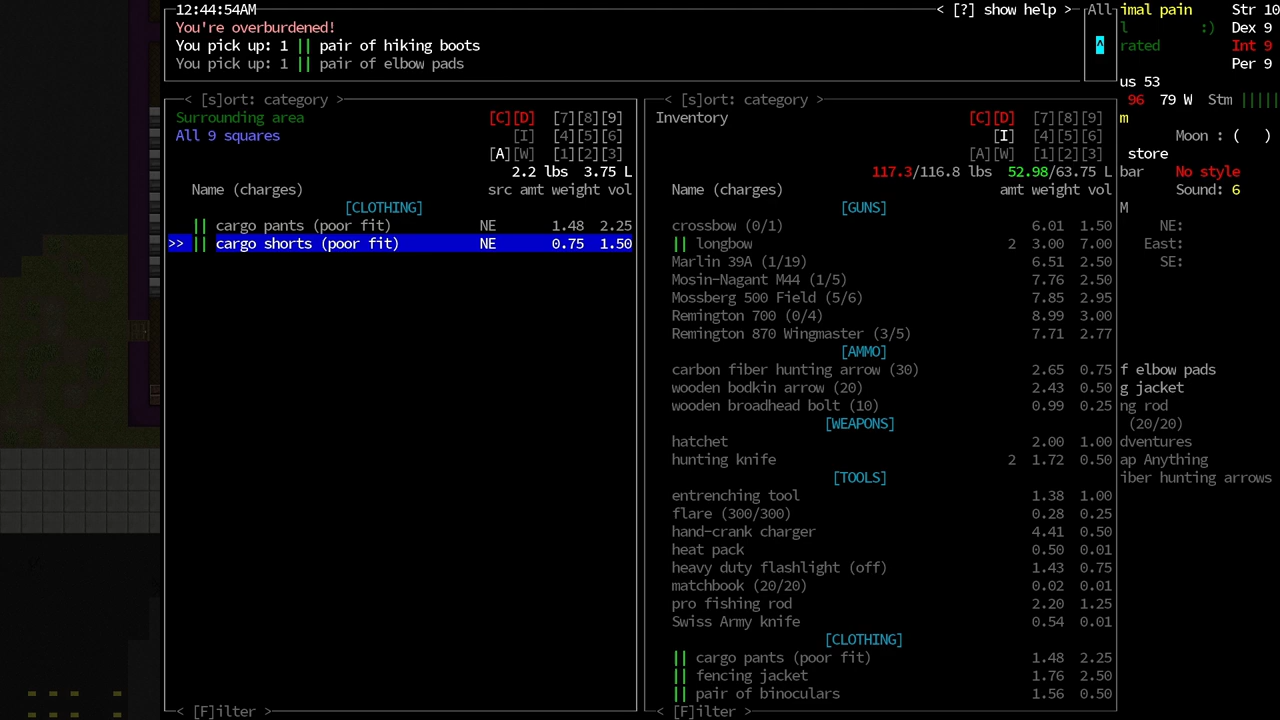 12:44:54AM
< [?] show help >
You're overburdened!
You pick up: 1 || pair of hiking boots
You pick up: 1 || pair of elbow pads
All
^
imal pain Str 10
l :) Dex 9
rated Int 9
Per 9
us 53
96 79 W Stm |||||
m
Moon : ( )
store
bar No style
Sound: 6
M
NE:
East:
SE:
f elbow pads
g jacket
ng rod
(20/20)
dventures
ap Anything
iber hunting arrows
< [s]ort: category >
Surrounding area [C][D] [7][8][9]
All 9 squares [I] [4][5][6]
[A][W] [1][2][3]
2.2 lbs 3.75 L
Name (charges) src amt weight vol
[CLOTHING]
|| cargo pants (poor fit) NE 1.48 2.25
>> || cargo shorts (poor fit) NE 0.75 1.50
< [F]ilter >
< [s]ort: category >
Inventory [C][D] [7][8][9]
[I] [4][5][6]
[A][W] [1][2][3]
117.3/116.8 lbs 52.98/63.75 L
Name (charges) amt weight vol
[GUNS]
crossbow (0/1) 6.01 1.50
|| longbow 2 3.00 7.00
Marlin 39A (1/19) 6.51 2.50
Mosin-Nagant M44 (1/5) 7.76 2.50
Mossberg 500 Field (5/6) 7.85 2.95
Remington 700 (0/4) 8.99 3.00
Remington 870 Wingmaster (3/5) 7.71 2.77
[AMMO]
carbon fiber hunting arrow (30) 2.65 0.75
wooden bodkin arrow (20) 2.43 0.50
wooden broadhead bolt (10) 0.99 0.25
[WEAPONS]
hatchet 2.00 1.00
hunting knife 2 1.72 0.50
[TOOLS]
entrenching tool 1.38 1.00
flare (300/300) 0.28 0.25
hand-crank charger 4.41 0.50
heat pack 0.50 0.01
heavy duty flashlight (off) 1.43 0.75
matchbook (20/20) 0.02 0.01
pro fishing rod 2.20 1.25
Swiss Army knife 0.54 0.01
[CLOTHING]
|| cargo pants (poor fit) 1.48 2.25
|| fencing jacket 1.76 2.50
|| pair of binoculars 1.56 0.50
< [F]ilter >